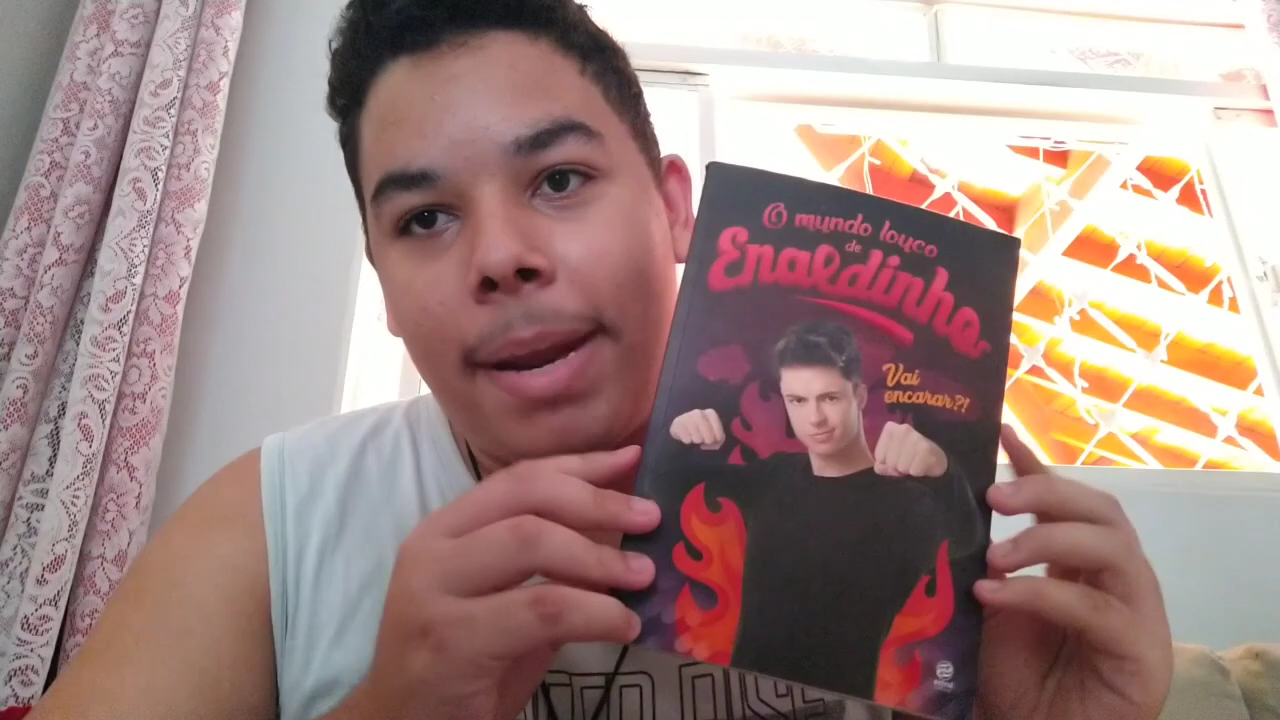 O mundo louco
de
Enaldinho
Vai
encarar?!